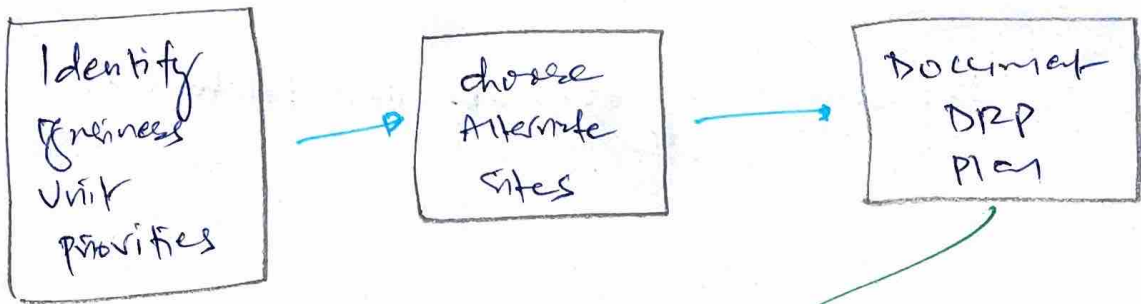 Identify
Business
Unit
Priorities
choose
Alternate
Sites
Document
DRP
Plan